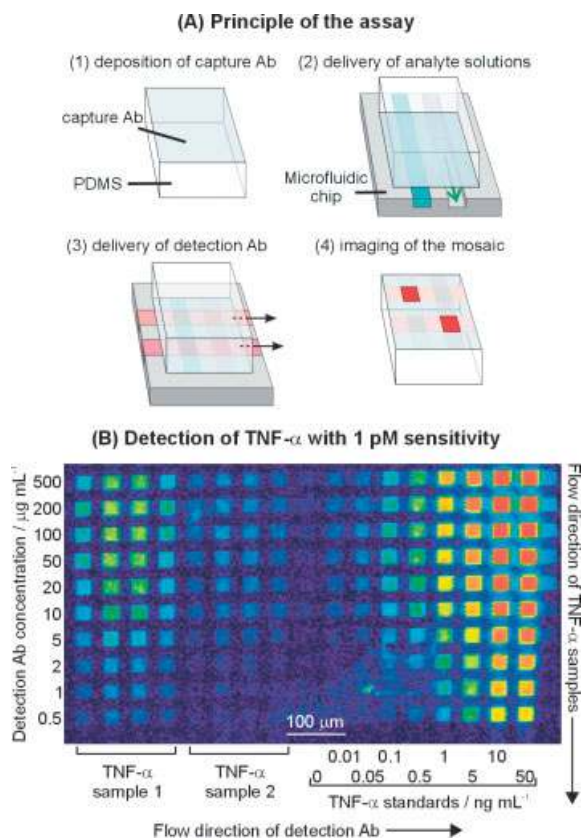 (A) Principle of the assay
(1) deposition of capture Ab
(2) delivery of analyte solutions
capture Ab
PDMS
Microfluidic
chip
(3) delivery of detection Ab
(4) imaging of the mosaic
(B) Detection of TNF-α with 1 pM sensitivity
Detection Ab concentration / µg mL⁻¹
500
200
100
50
20
10
5
2
1
0.5
Flow direction of TNF-α samples
100 µm
TNF-α
sample 1
TNF-α
sample 2
0.01 0.1 1 10
0 0.05 0.5 5 50
TNF-α standards / ng mL⁻¹
Flow direction of detection Ab